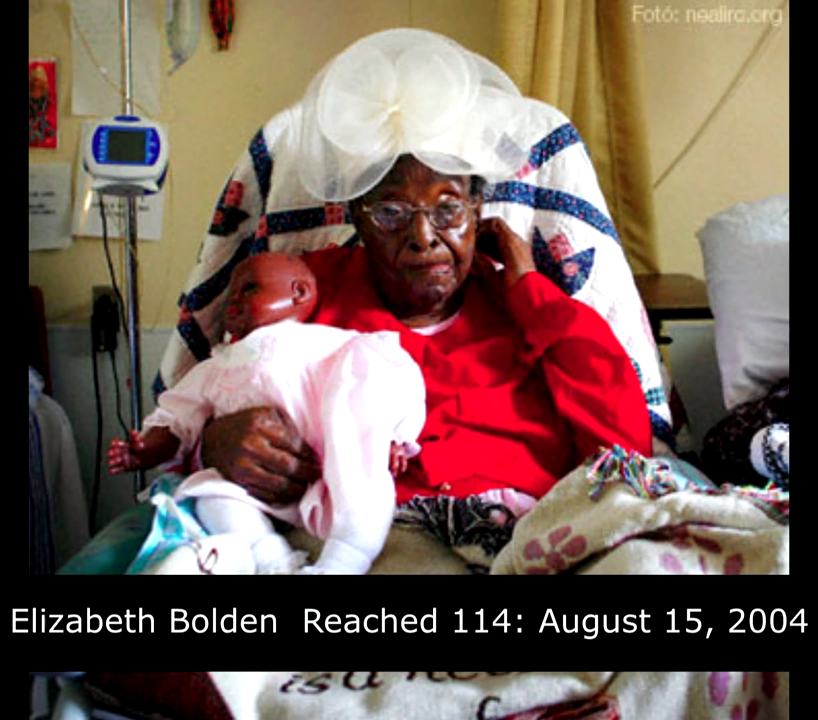 Fotó: nealirc.org
Elizabeth Bolden  Reached 114: August 15, 2004
is a